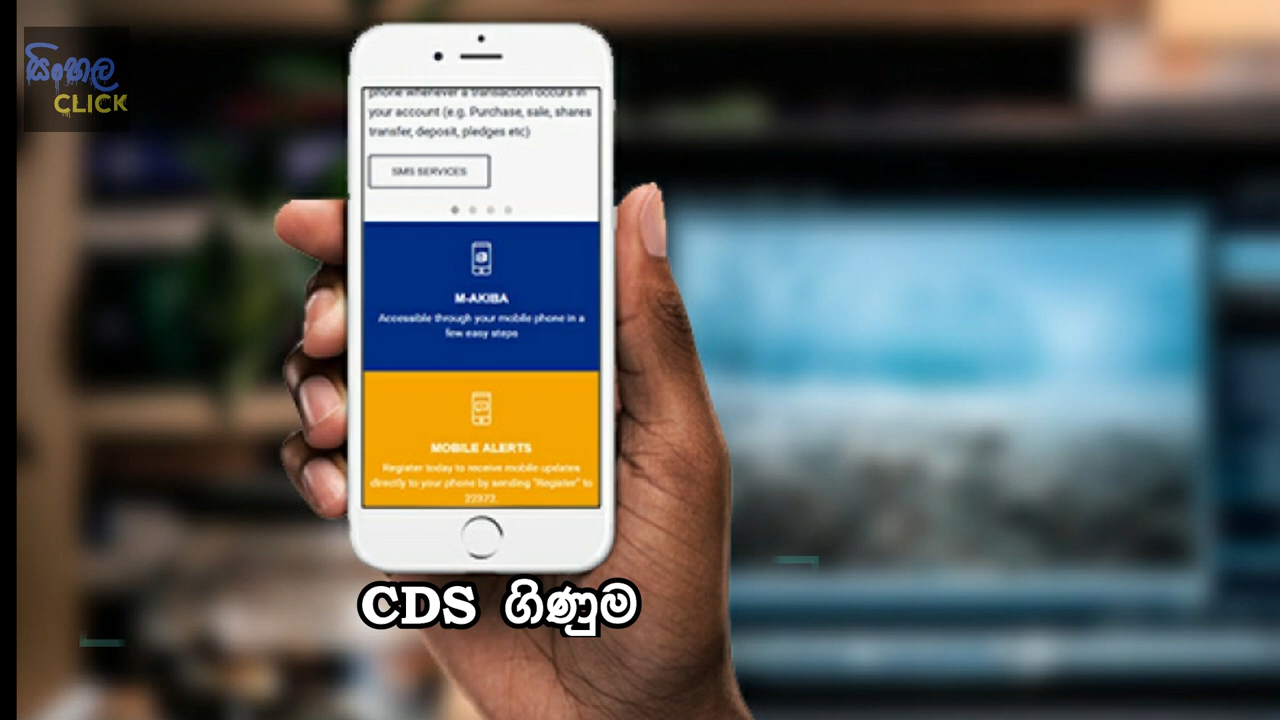 සිංහල
CLICK
phone whenever a transaction occurs in
your account (e.g. Purchase, sale, shares
transfer, deposit, pledges etc)
SMS SERVICES
M-AKIBA
Accessible through your mobile phone in a
few easy steps
MOBILE ALERTS
Register today to receive mobile updates
directly to your phone by sending "Register" to
22372.
CDS ගිණුම